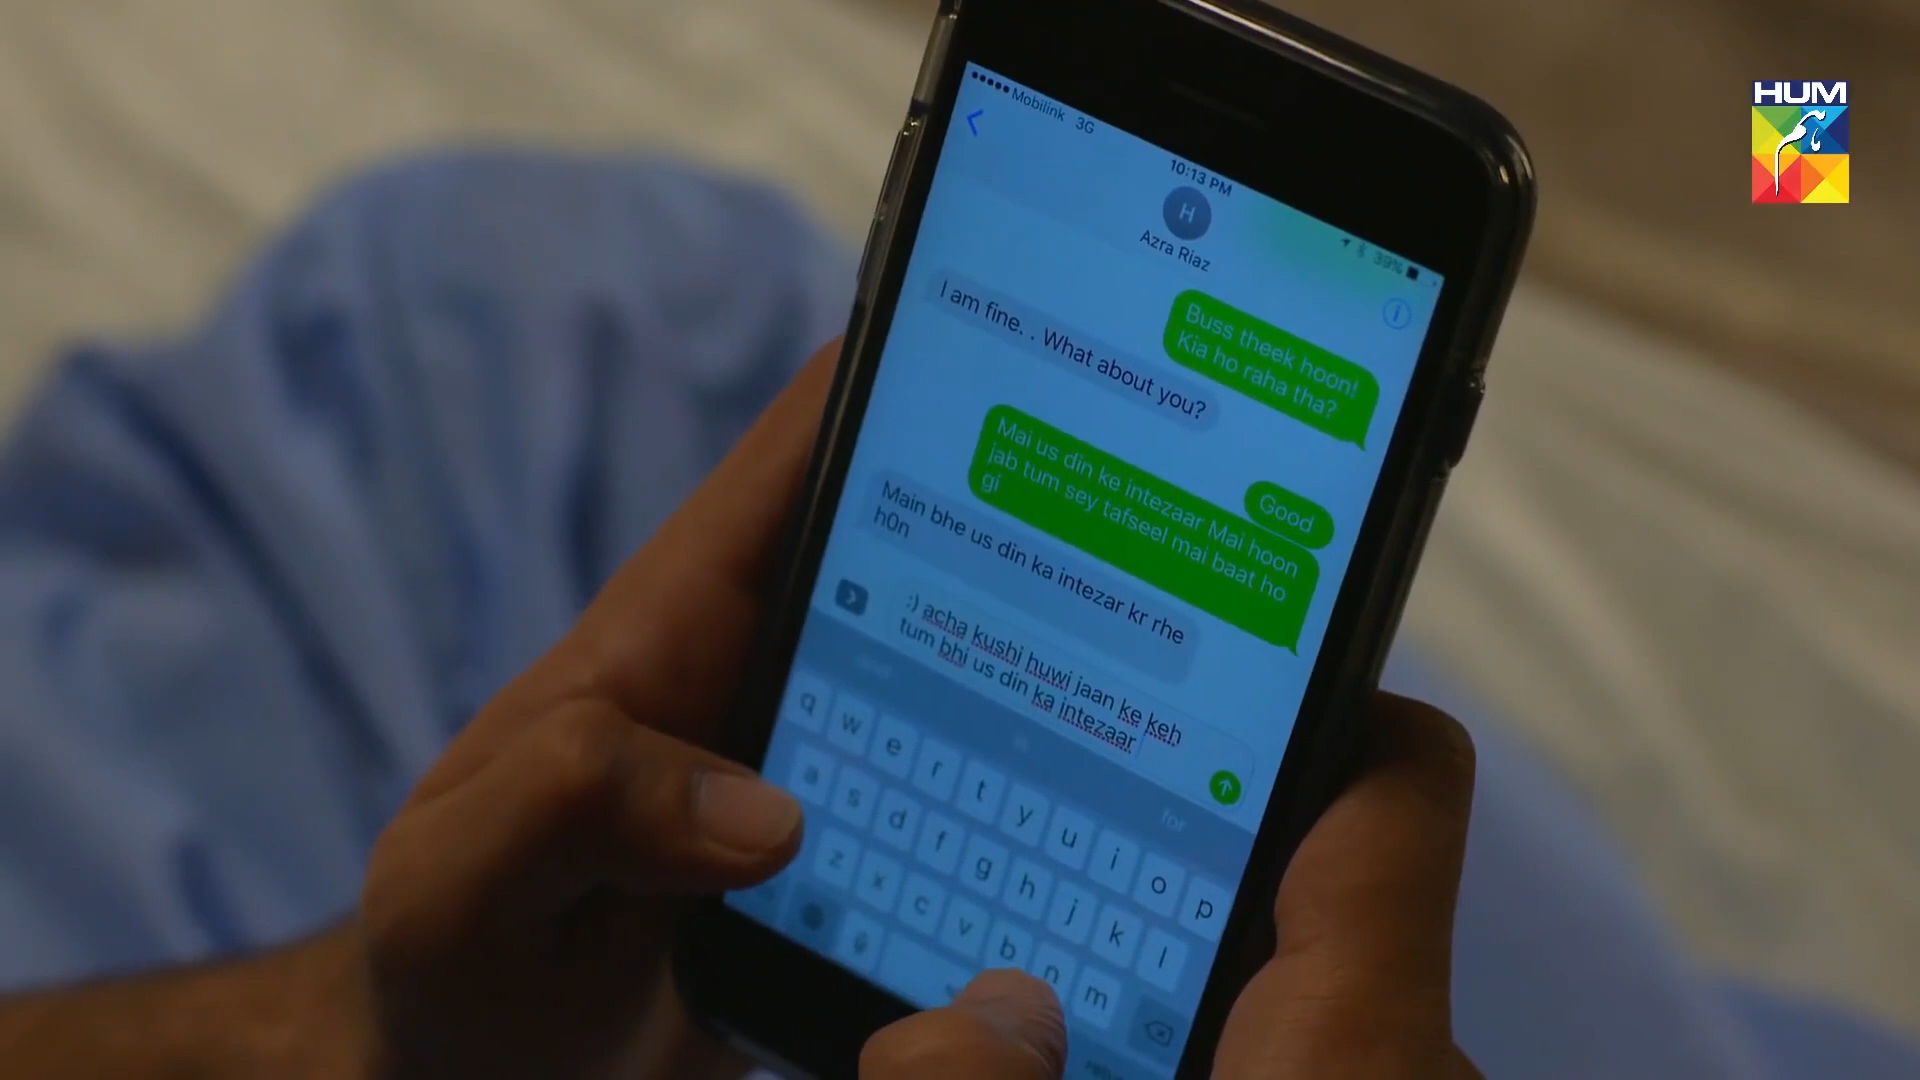 HUM
Mobilink 3G
10:13 PM
39%
H
Azra Riaz
Buss theek hoon!
Kia ho raha tha?
I am fine. . What about you?
Good
Mai us din ke intezaar Mai hoon
jab tum sey tafseel mai baat ho
gi
Main bhe us din ka intezar kr rhe
h0n
:) acha kushi huwi jaan ke keh
tum bhi us din ka intezaar
for
q w e r t y u i o p
a s d f g h j k l
z x c v b n m